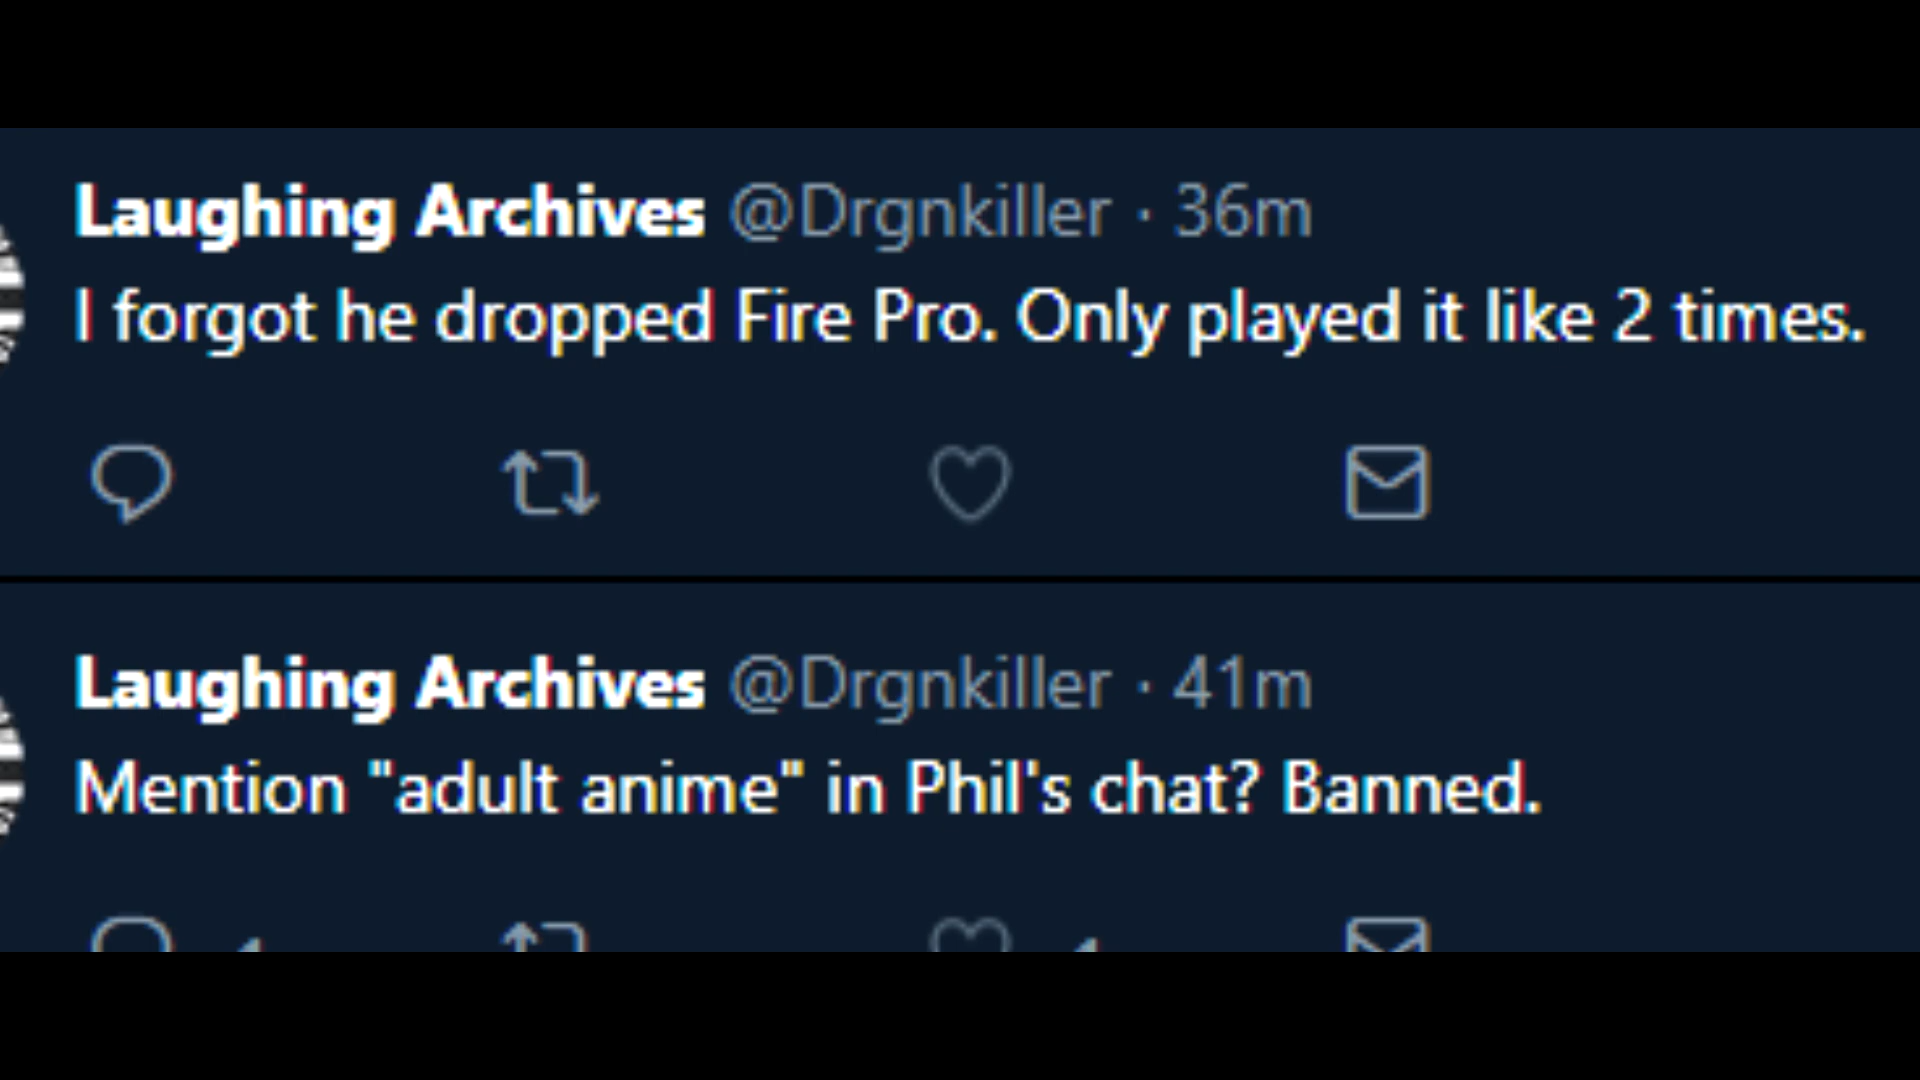 Laughing Archives @Drgnkiller · 36m
I forgot he dropped Fire Pro. Only played it like 2 times.
Laughing Archives @Drgnkiller · 41m
Mention "adult anime" in Phil's chat? Banned.